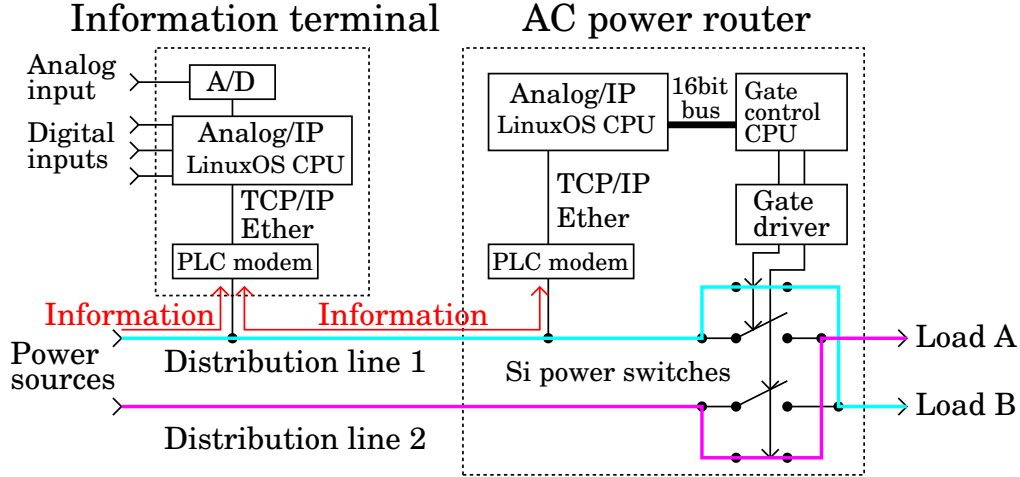 Information terminal
AC power router
Analog
input
A/D
Digital
inputs
Analog/IP
LinuxOS CPU
TCP/IP
Ether
PLC modem
Analog/IP
LinuxOS CPU
16bit
bus
Gate
control
CPU
TCP/IP
Ether
Gate
driver
PLC modem
Information
Information
Power
sources
Distribution line 1
Si power switches
Load A
Load B
Distribution line 2